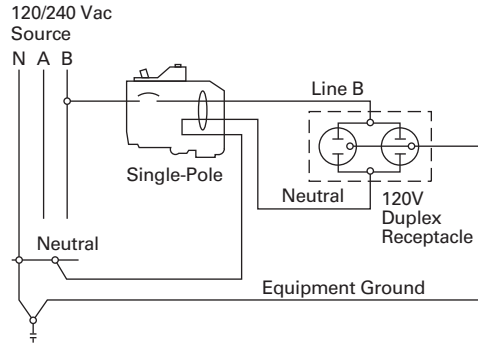 120/240 Vac
Source
N A B
Line B
Single-Pole
Neutral
120V
Duplex
Receptacle
Neutral
Equipment Ground